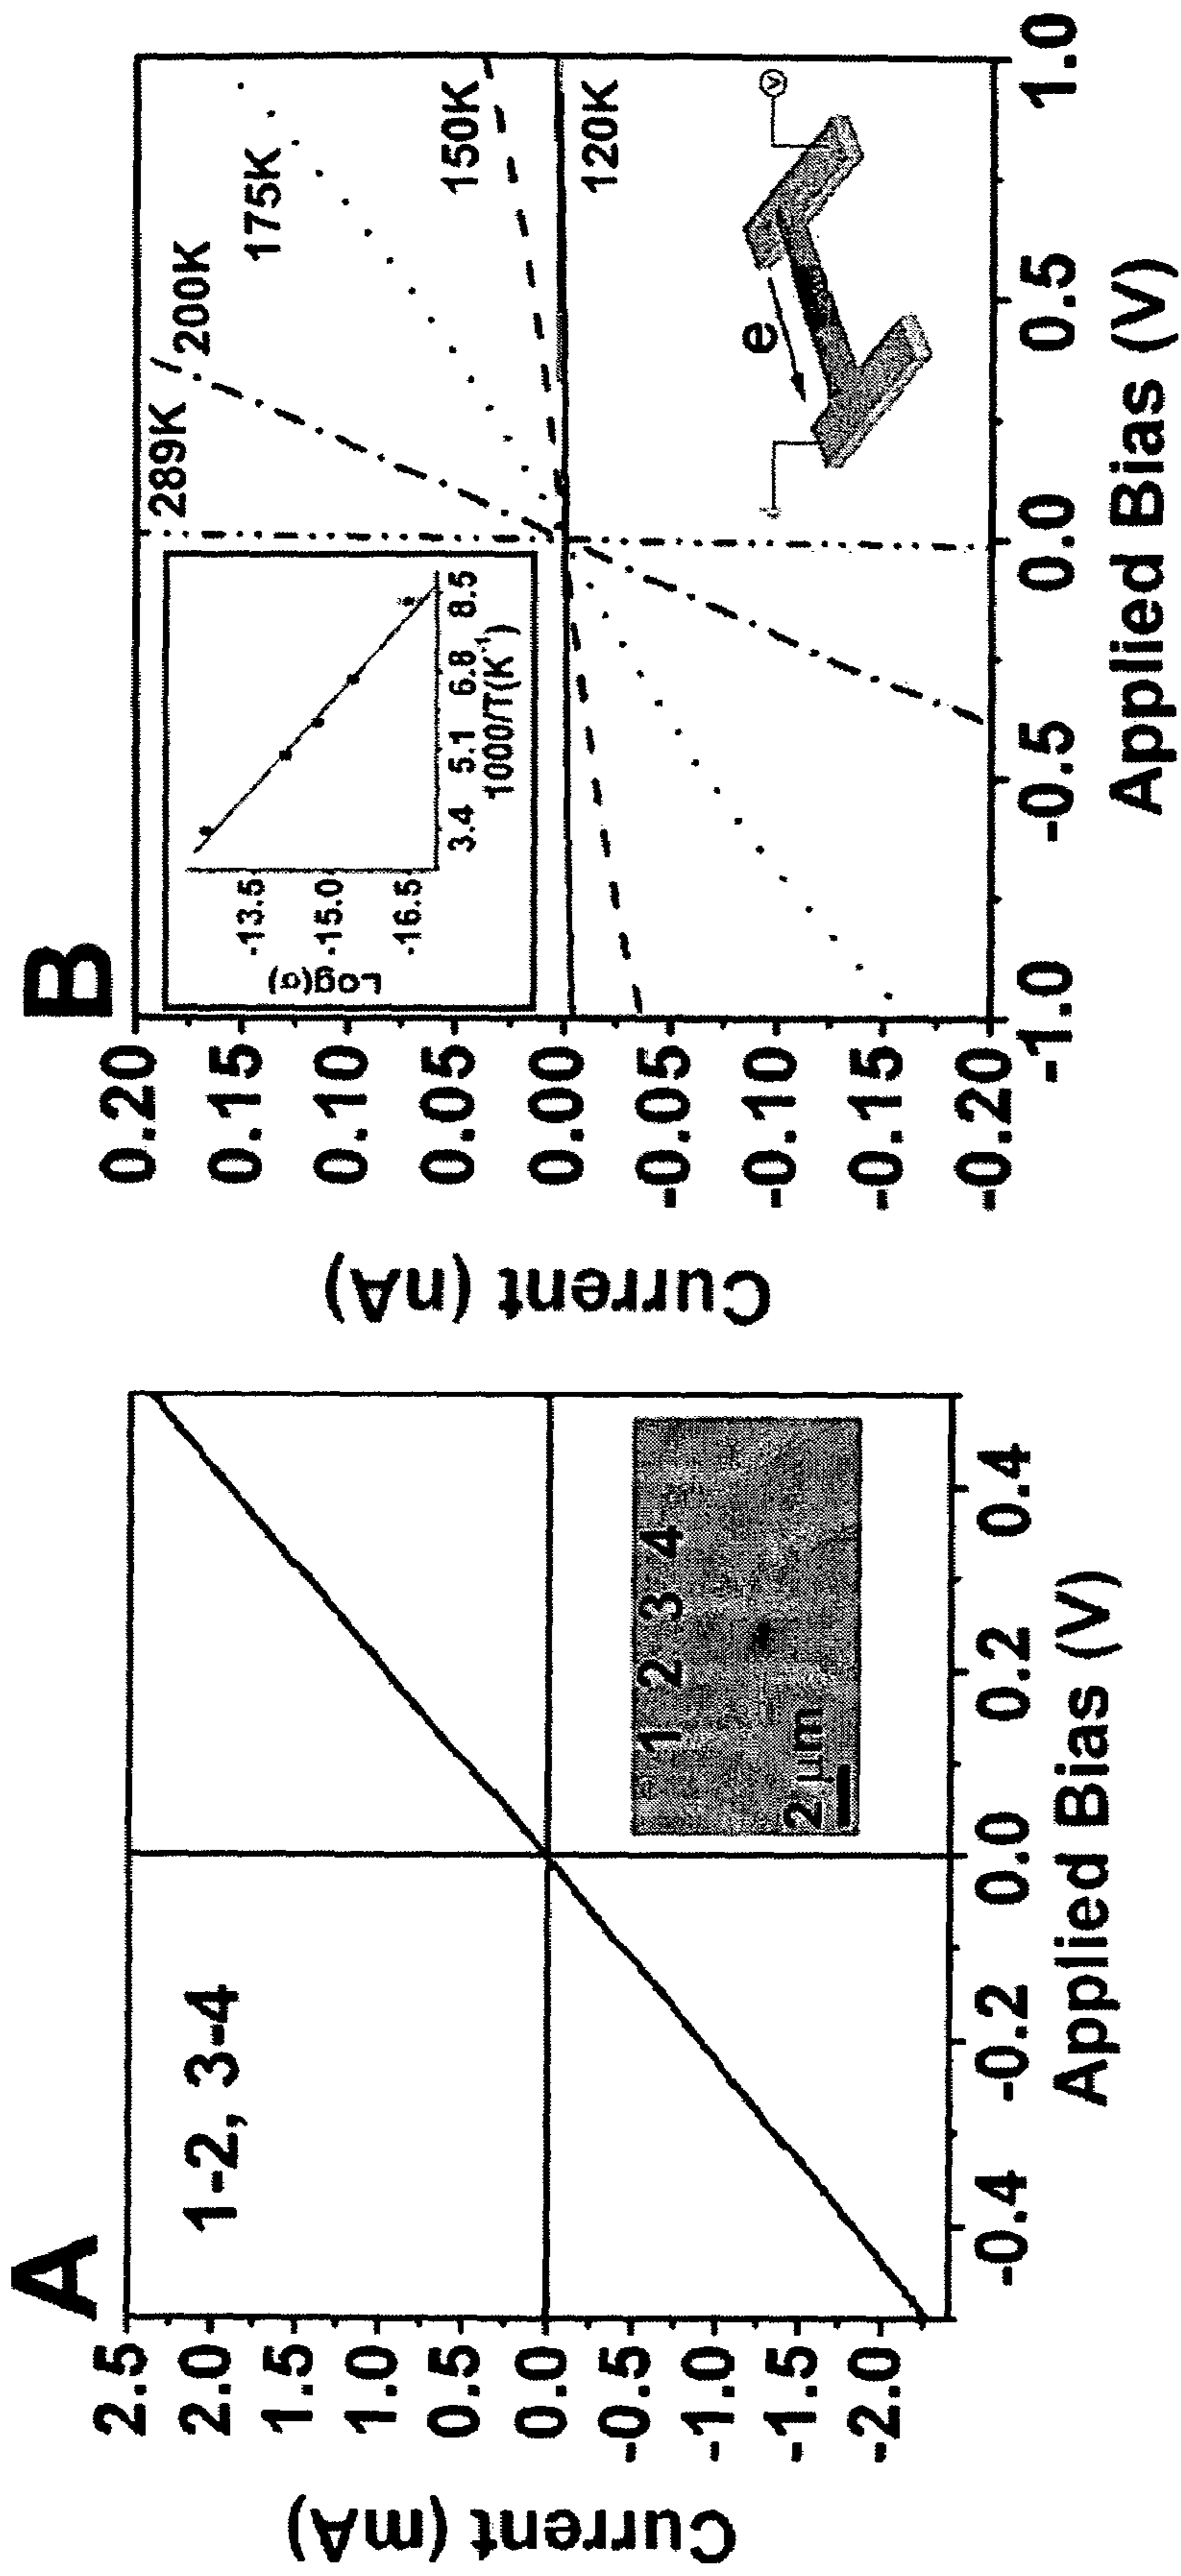 A
Current (mA)
2.5
2.0
1.5
1.0
0.5
0.0
-0.5
-1.0
-1.5
-2.0
1-2, 3-4
1 2 3 4
2 μm
-0.4 -0.2 0.0 0.2 0.4
Applied Bias (V)
B
Current (nA)
0.20
0.15
0.10
0.05
0.00
-0.05
-0.10
-0.15
-0.20
Log(σ)
-13.5
-15.0
-16.5
3.4 5.1 6.8 8.5
1000/T(K⁻¹)
289K
200K
175K
150K
120K
e
V
-1.0 -0.5 0.0 0.5 1.0
Applied Bias (V)